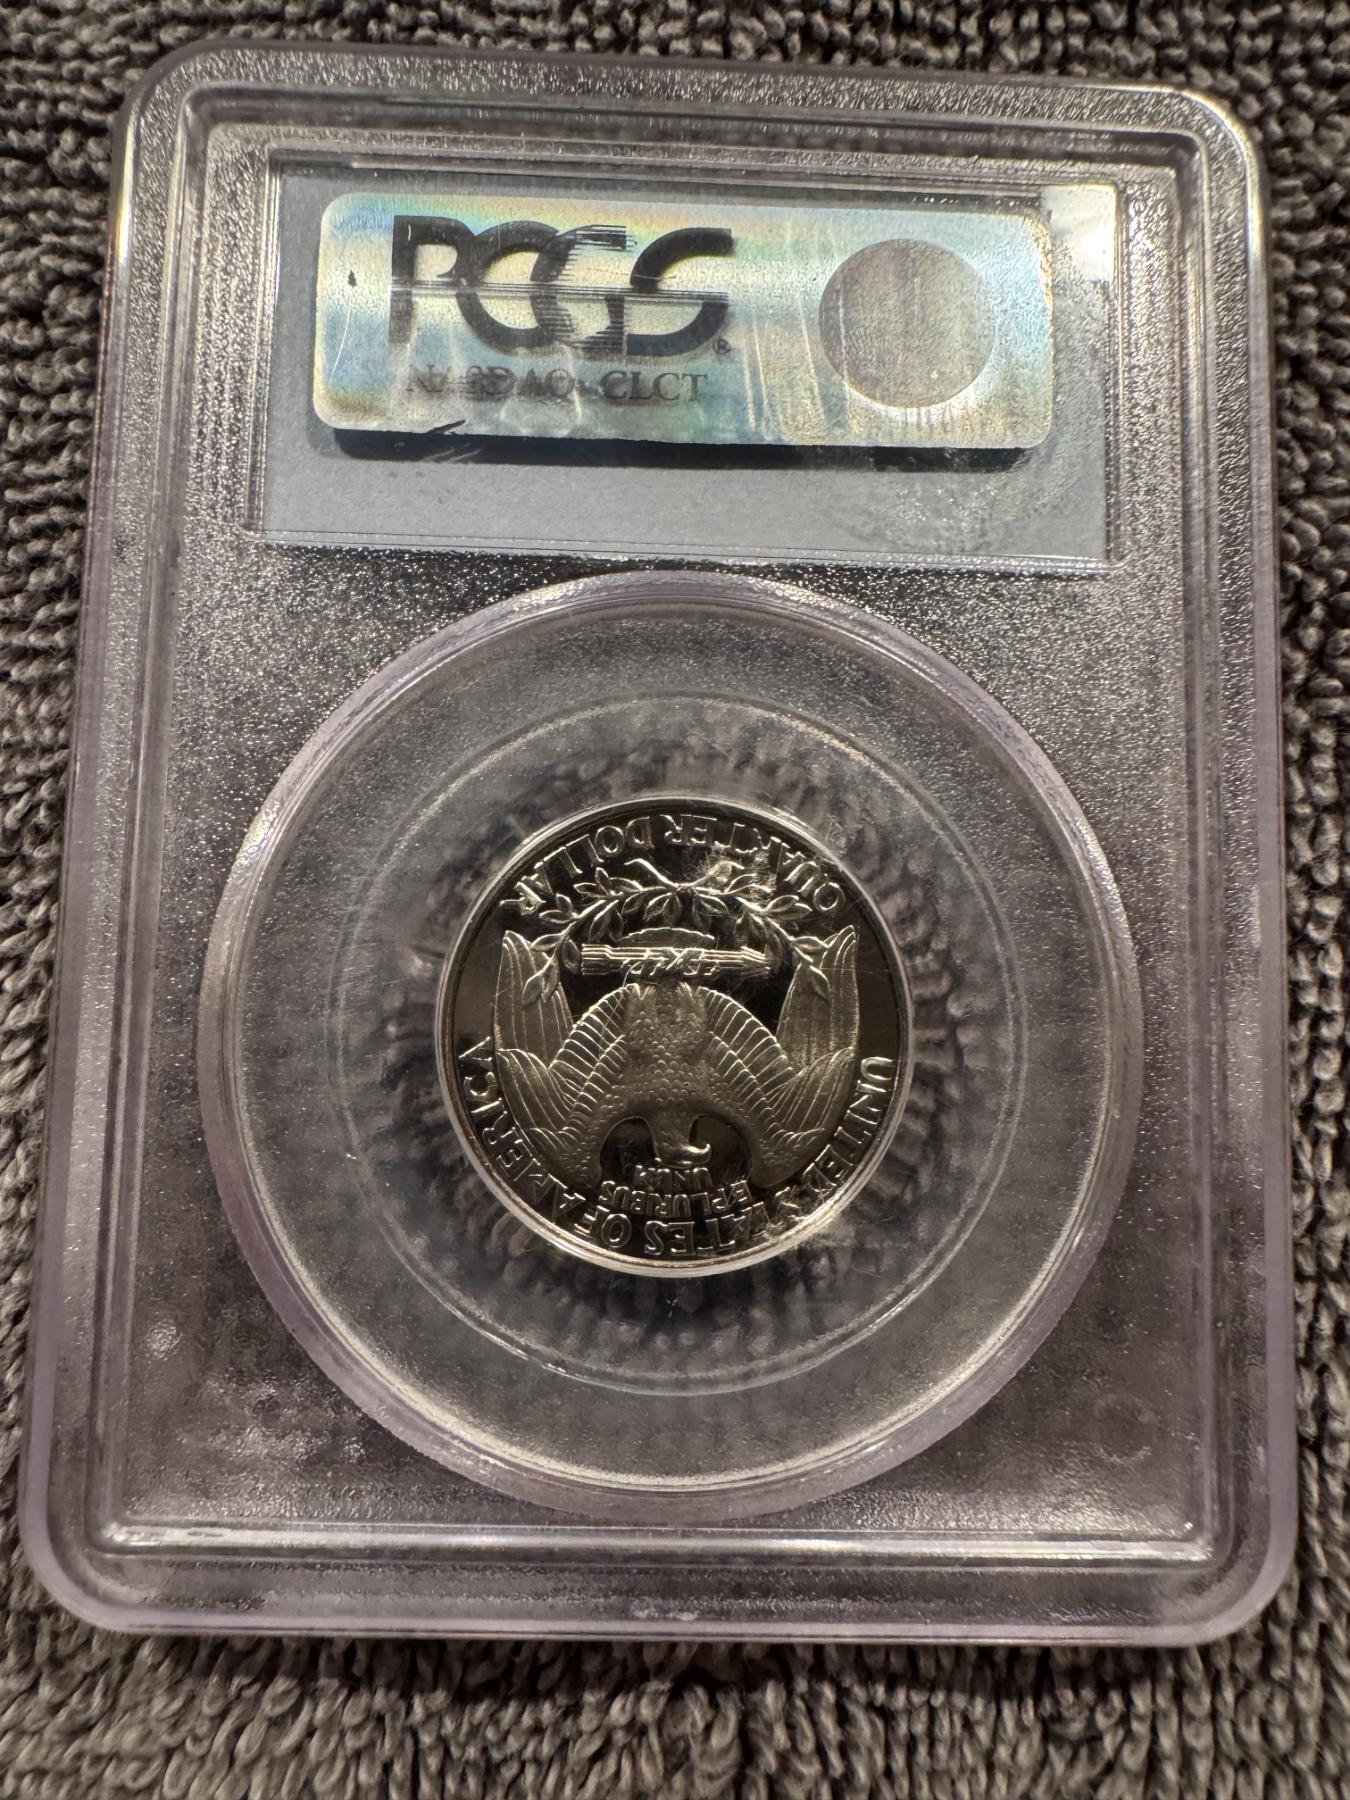 PCGS®
NASDAQ: CLCT
QUARTER DOLLAR
UNITED STATES OF AMERICA
E PLURIBUS
UNUM